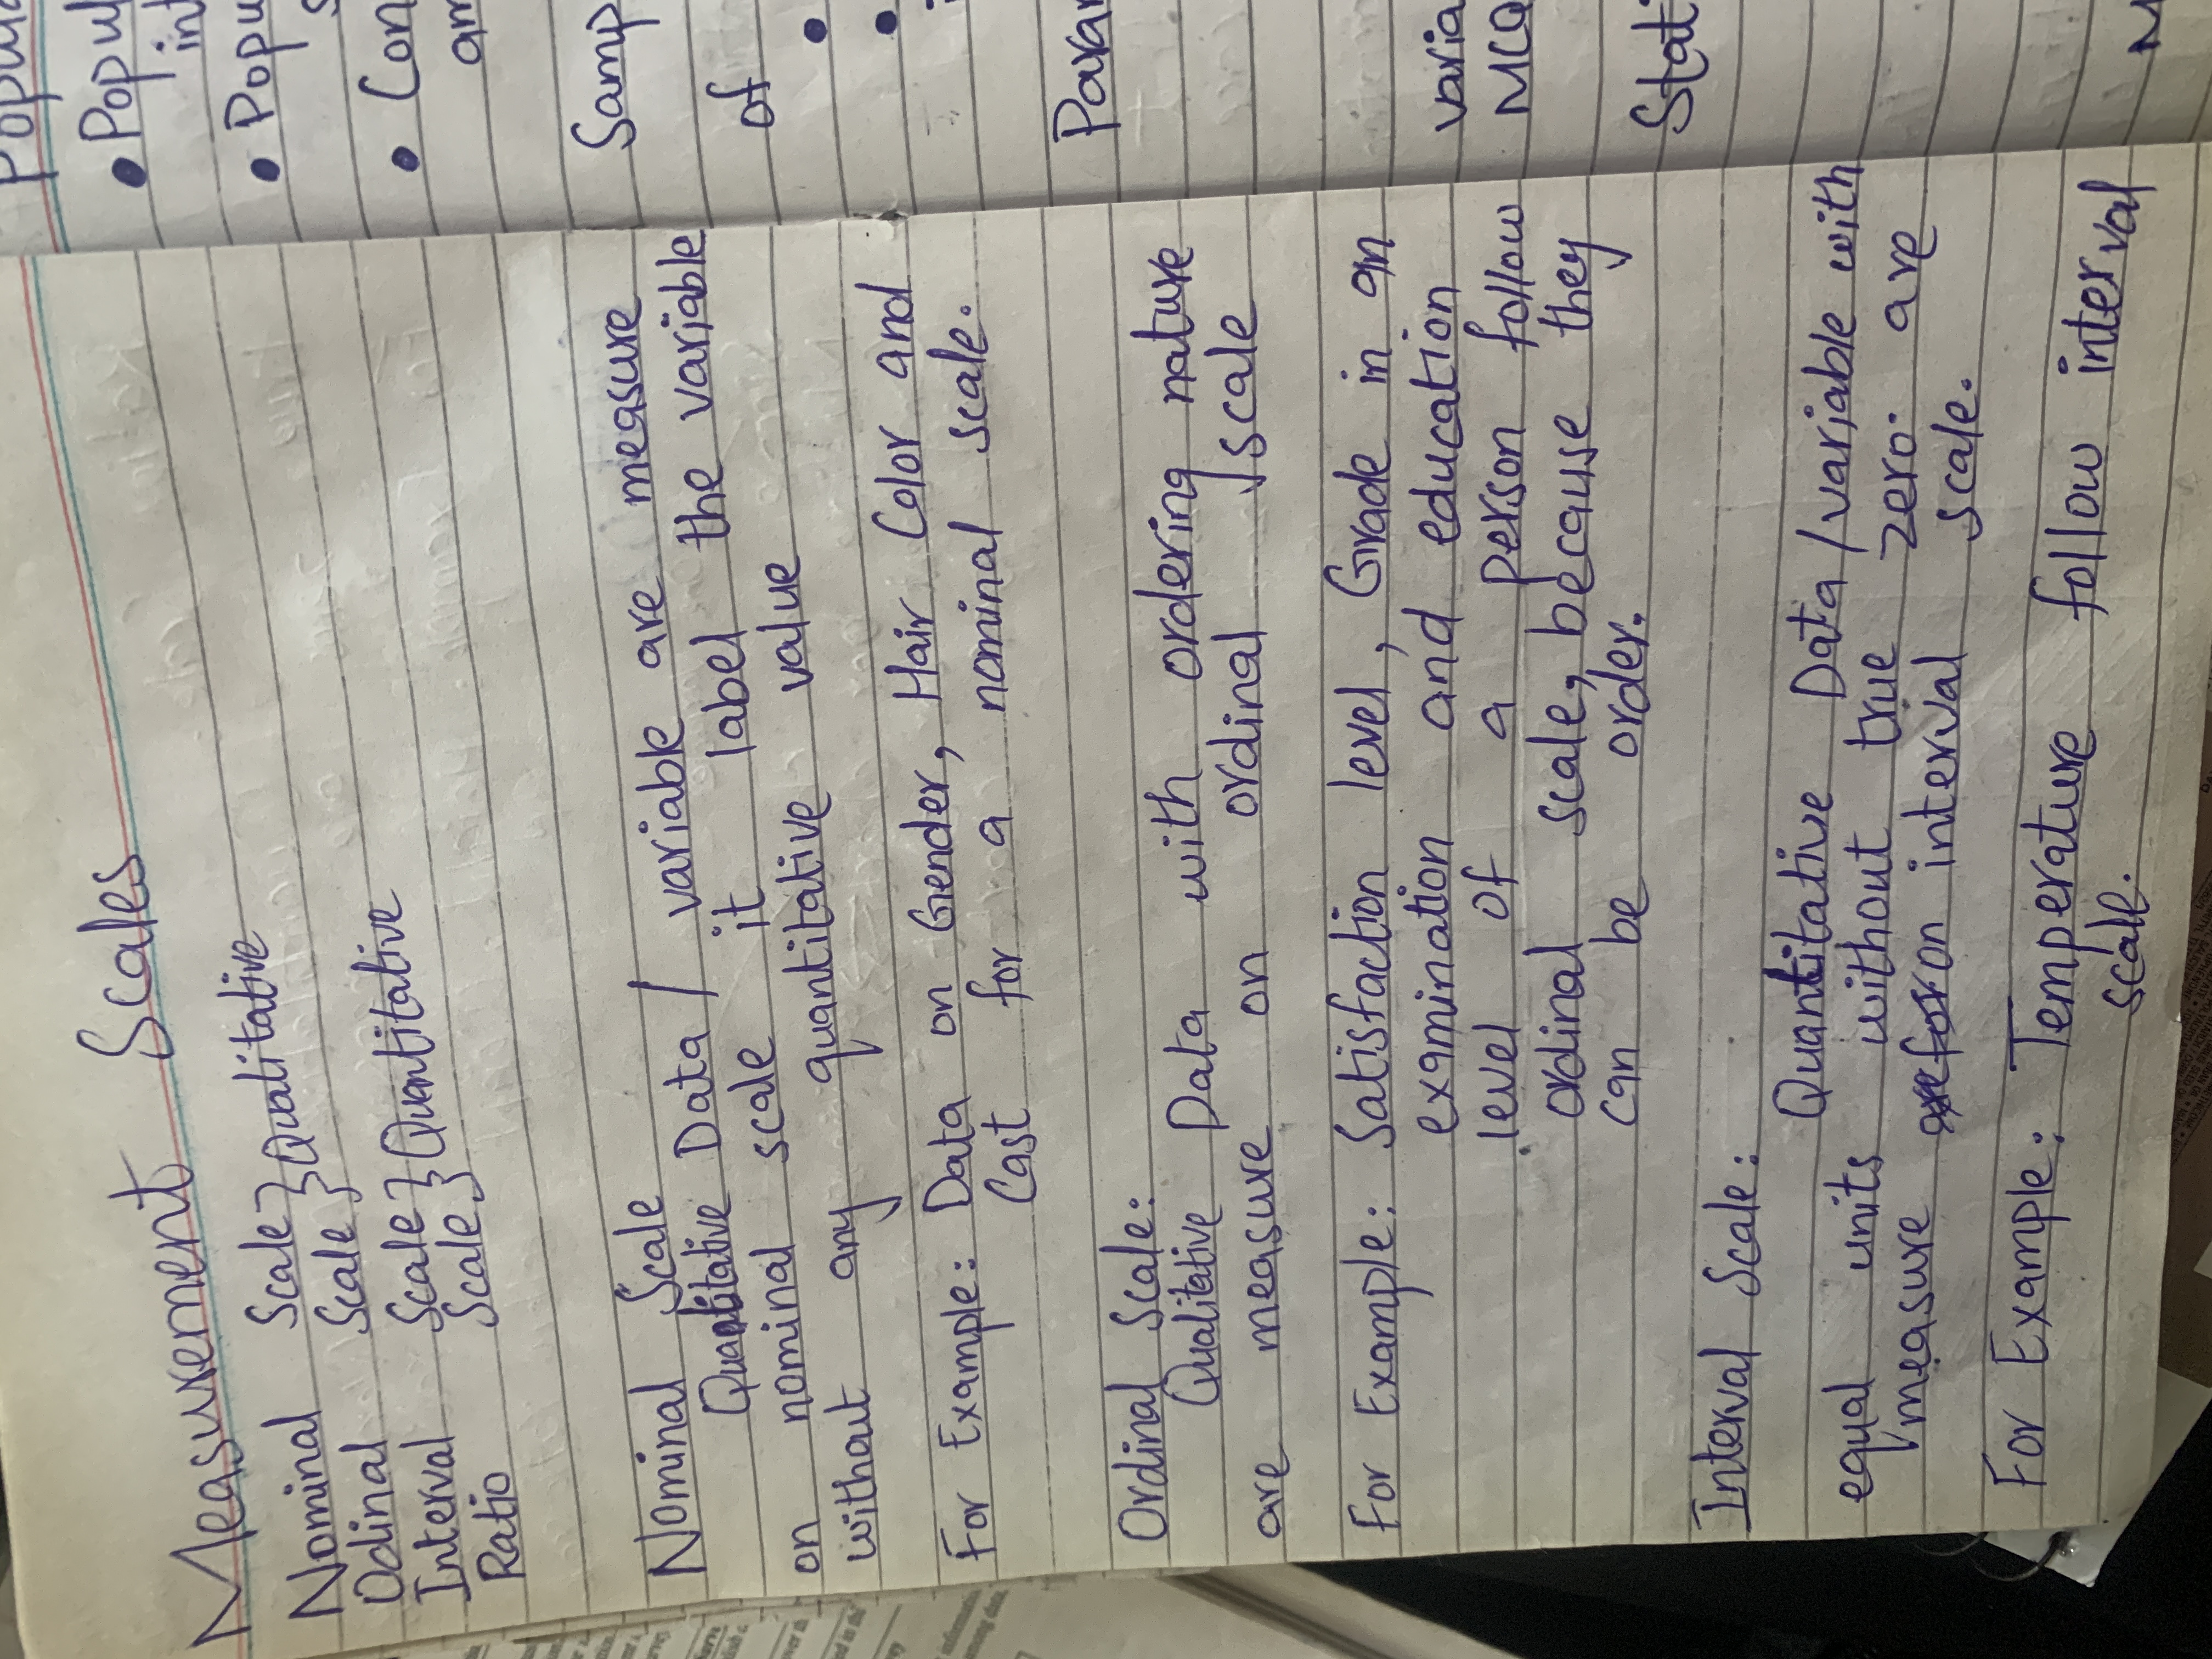 Measurement Scales
Nominal Scale } Qualitative
Odinal Scale
Interval Scale } Quantitative
Ratio Scale
Nominal Scale
Quantitative Data / variable are measure
on nominal scale it label the variable
without any quantitative value
For Example: Data on Gender, Hair Color and
Cast for a nominal scale.
Ordinal Scale:
Qualitative Data with ordering nature
are measure on ordinal scale
For Example: Satisfaction level, Grade in an
examination and education
level of a person follow
ordinal scale, because they
can be order.
Interval Scale:
Quantitative Data /variable with
equal units without true zero are
measure on interval scale.
For Example: Temperature follow interval
scale.
Popul
int
Popu
Con
am
Samp
of
Param
varia
MCQ
Stat